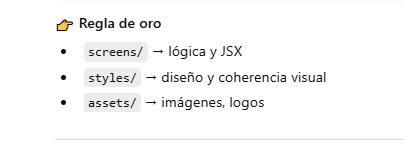 👉 Regla de oro
• screens/ → lógica y JSX
• styles/ → diseño y coherencia visual
• assets/ → imágenes, logos